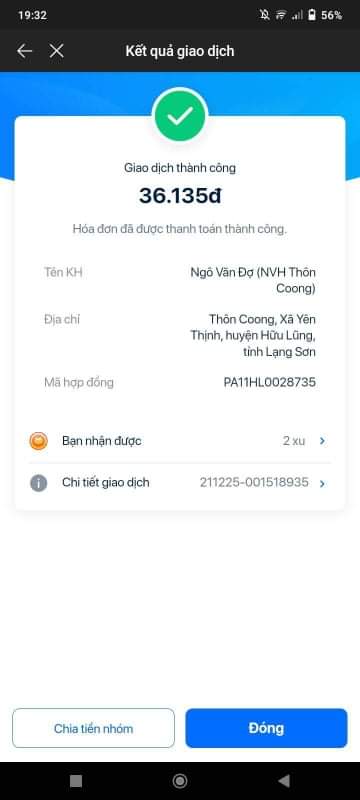 19:32
56%
Kết quả giao dịch
Giao dịch thành công
36.135đ
Hóa đơn đã được thanh toán thành công.
Tên KH
Ngô Văn Đợ (NVH Thôn
Coong)
Địa chỉ
Thôn Coong, Xã Yên
Thịnh, huyện Hữu Lũng,
tỉnh Lạng Sơn
Mã hợp đồng
PA11HL0028735
Bạn nhận được
2 xu
Chi tiết giao dịch
211225-001518935
Chia tiền nhóm
Đóng